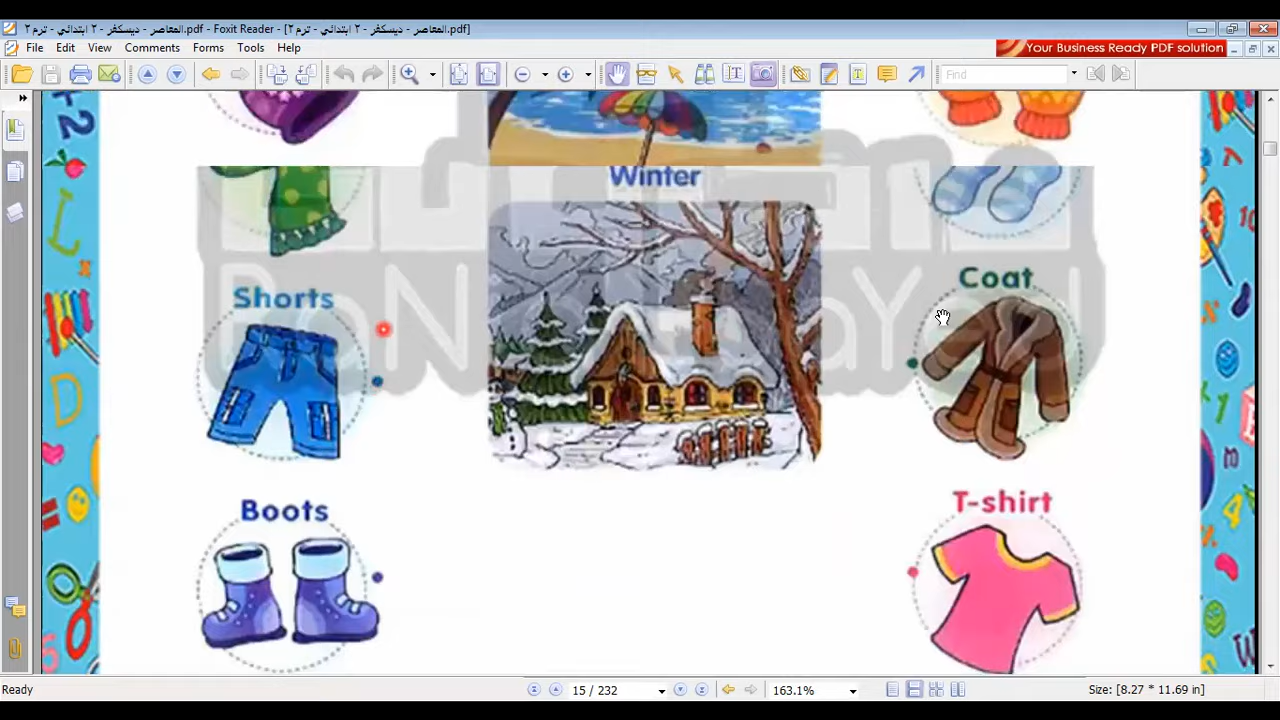 المعاصر - ديسكفر - ٢ ابتدائي - ترم ٢.pdf - Foxit Reader - [المعاصر - ديسكفر - ٢ ابتدائي - ترم ٢.pdf]
File Edit View Comments Forms Tools Help
Your Business Ready PDF solution
Find
Winter
Coat
Shorts
T-shirt
Boots
Ready
15 / 232
163.1%
Size: [8.27 * 11.69 in]